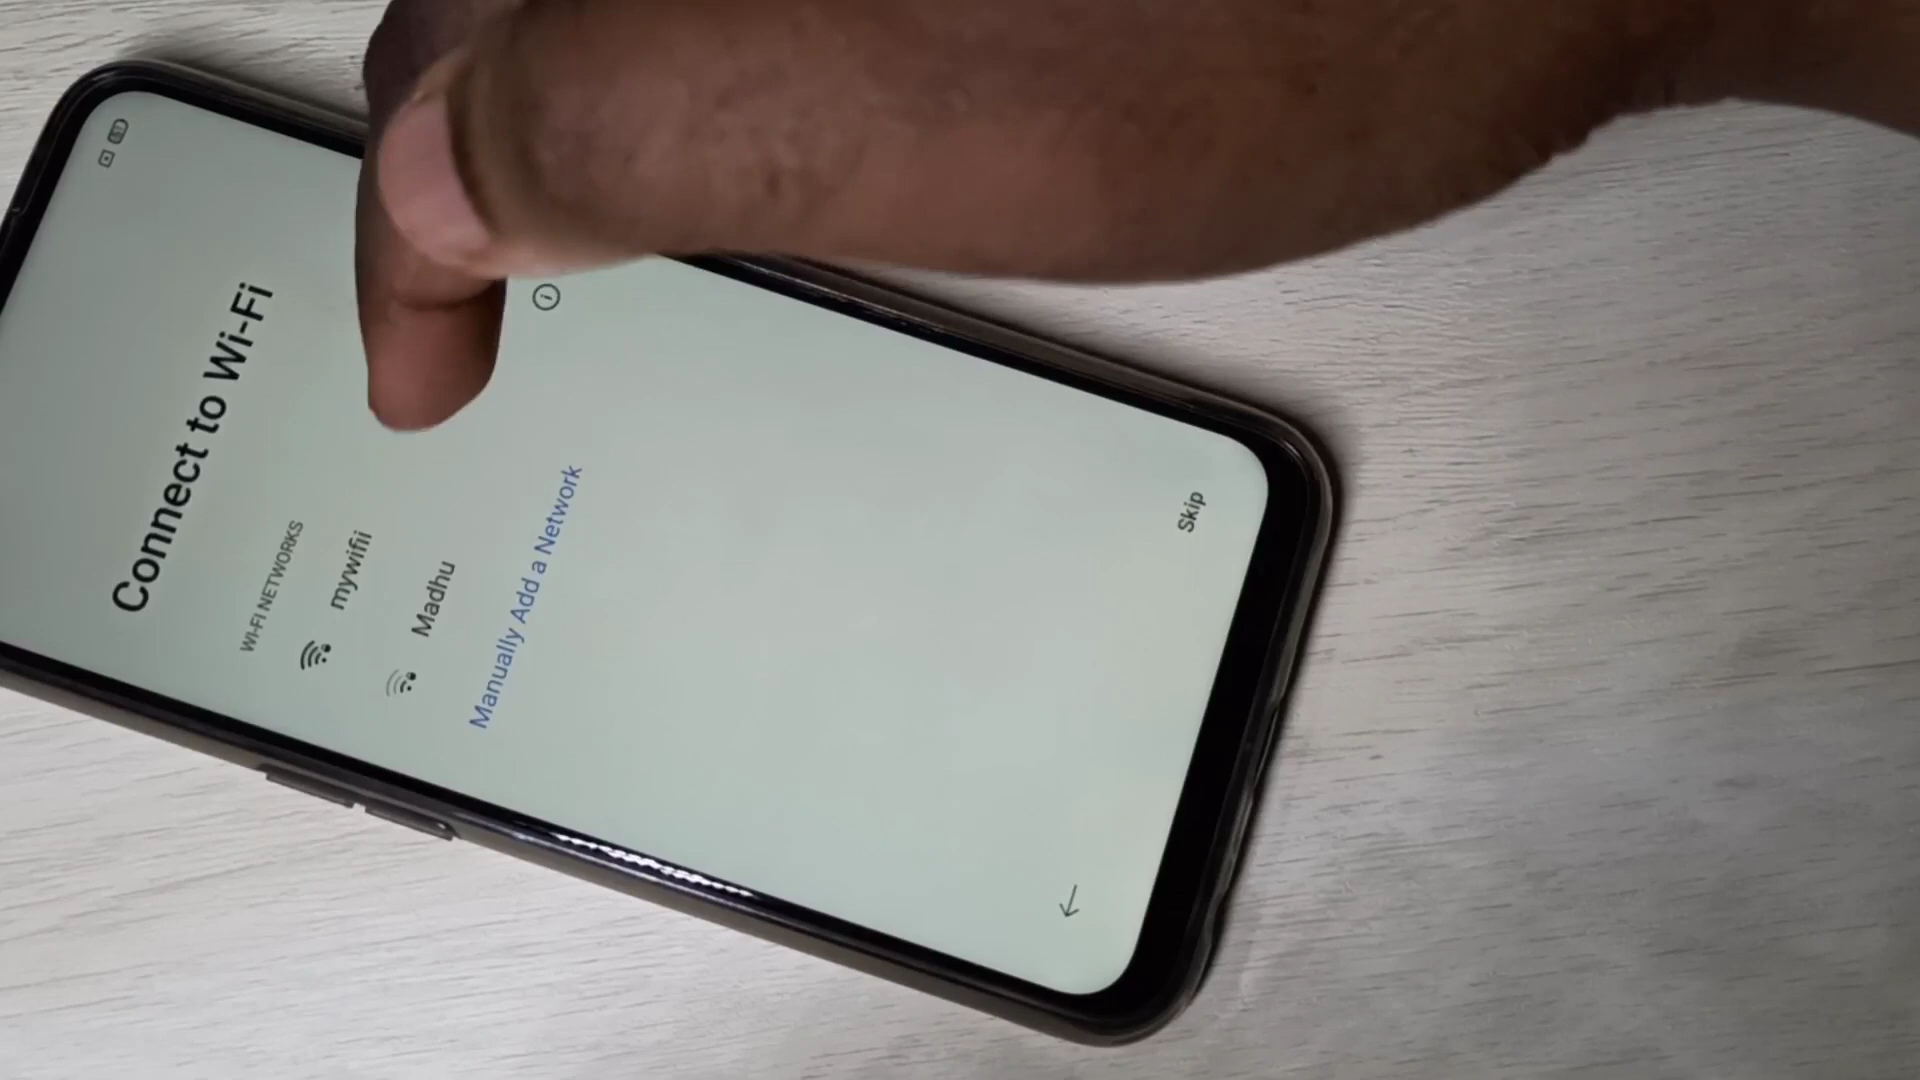 Connect to Wi-Fi
WI-FI NETWORKS
mywifii
Madhu
Manually Add a Network
Skip